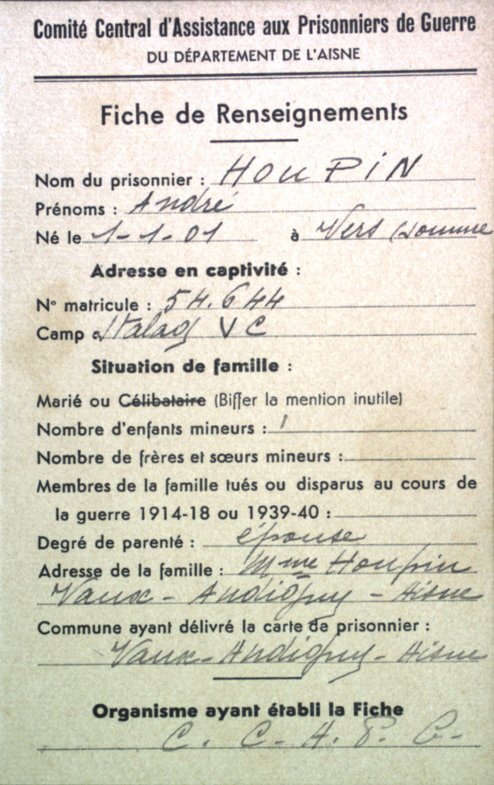 Comité Central d'Assistance aux Prisonniers de Guerre
DU DÉPARTEMENT DE L'AISNE
Fiche de Renseignements
Nom du prisonnier : HOUPIN
Prénoms : André
Né le 1-1-01 à Vers (Somme
Adresse en captivité :
N° matricule : 54.644
Camp : Stalag V C
Situation de famille :
Marié ou Célibataire (Biffer la mention inutile)
Nombre d'enfants mineurs : 1
Nombre de frères et sœurs mineurs :
Membres de la famille tués ou disparus au cours de
la guerre 1914-18 ou 1939-40 :
Degré de parenté : épouse
Adresse de la famille : Mme Houpin
Vaux - Andigny - Aisne
Commune ayant délivré la carte de prisonnier :
Vaux - Andigny - Aisne
Organisme ayant établi la Fiche
C. C. A. P. G.